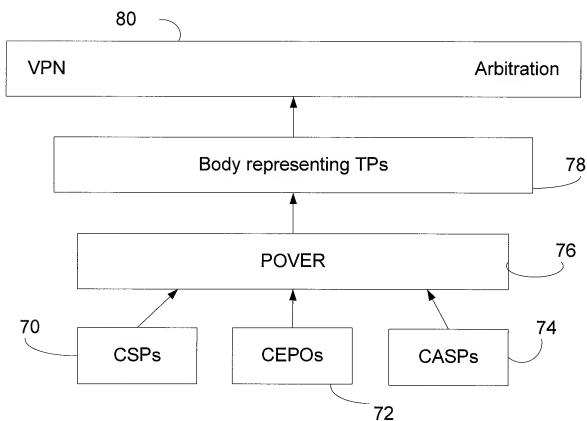 80
VPN Arbitration
Body representing TPs
78
POVER
76
70
CSPs
CEPOs
CASPs
74
72